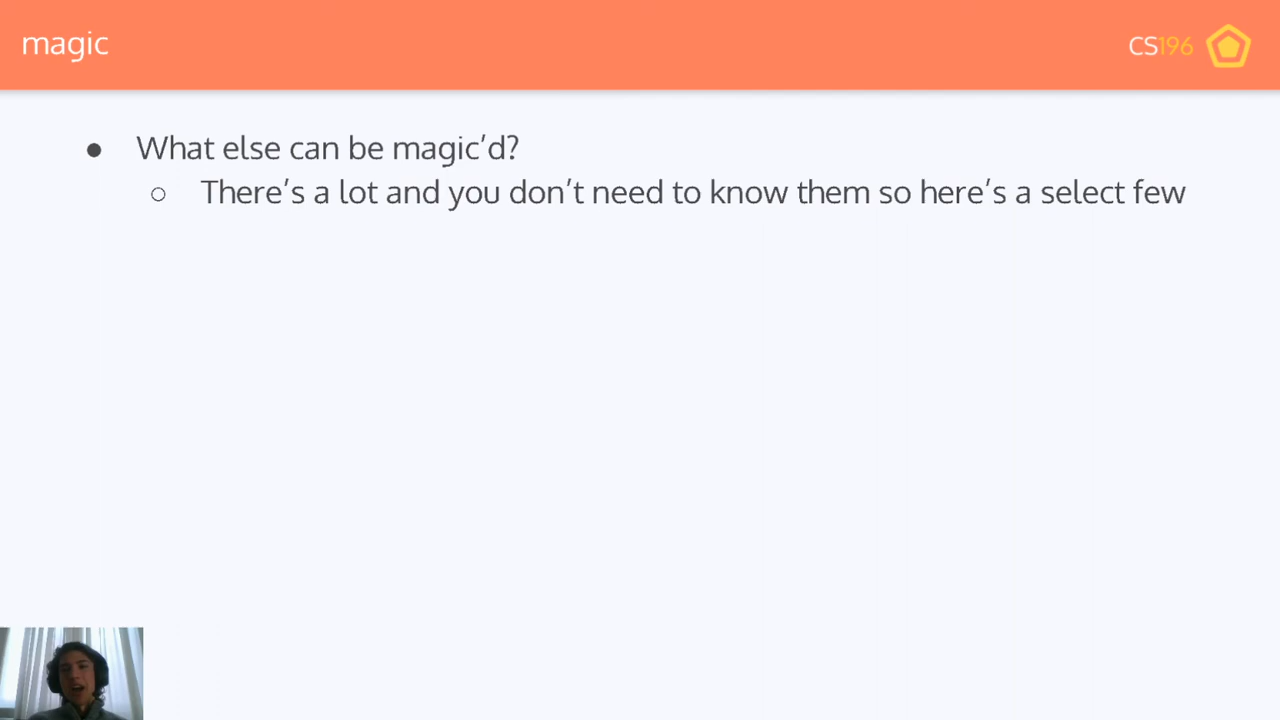 magic
CS196
What else can be magic’d?
There’s a lot and you don’t need to know them so here’s a select few